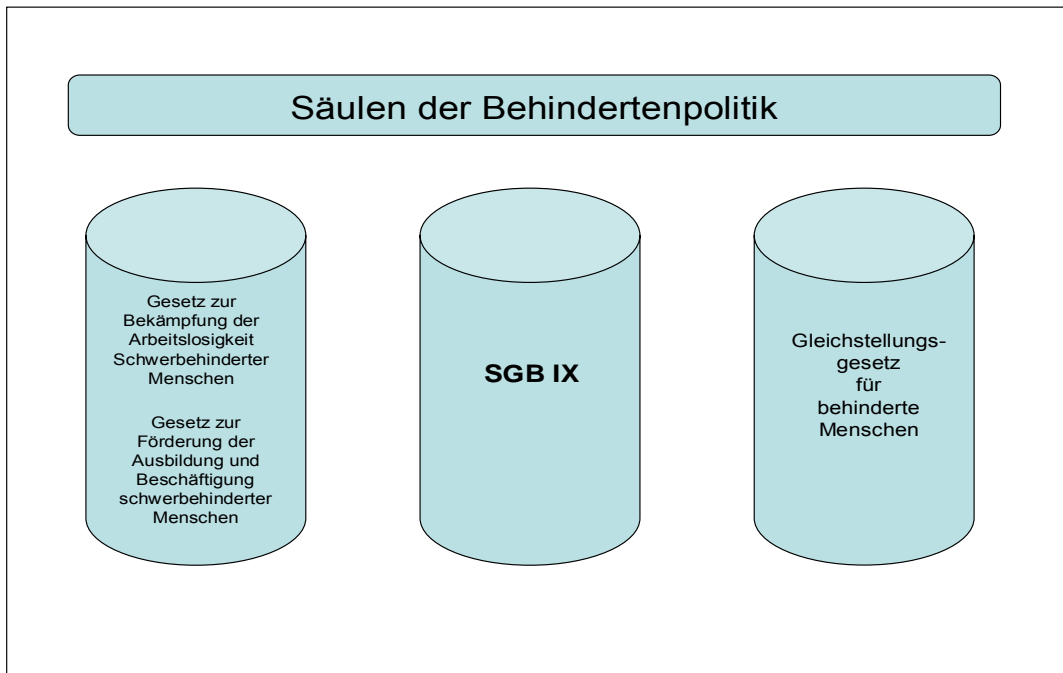 Säulen der Behindertenpolitik
Gesetz zur
Bekämpfung der
Arbeitslosigkeit
Schwerbehinderter
Menschen
Gesetz zur
Förderung der
Ausbildung und
Beschäftigung
schwerbehinderter
Menschen
SGB IX
Gleichstellungs-
gesetz
für
behinderte
Menschen